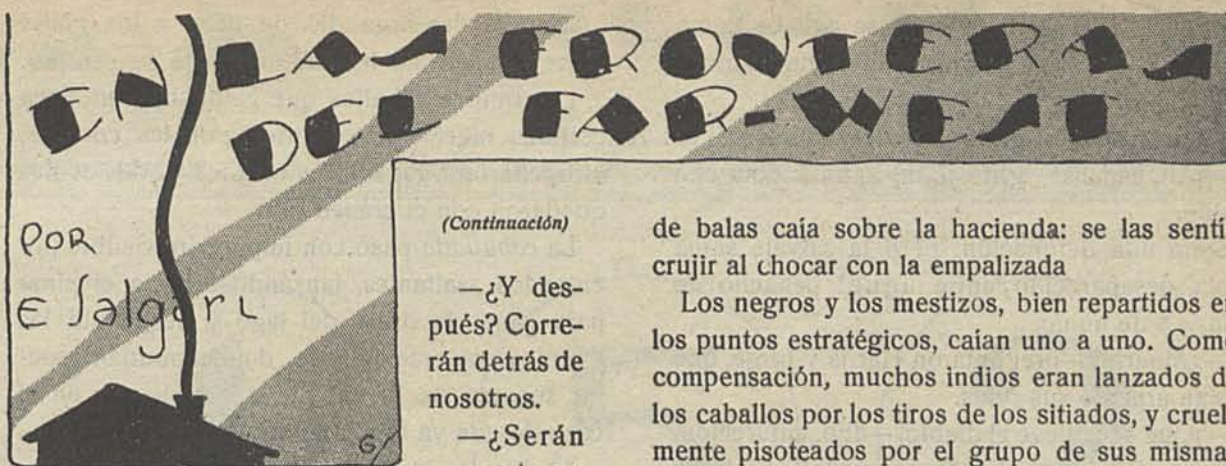 EN LAS FRONTERAS
DEL FAR-WEST
POR
E Salgari
(Continuación)
—¿Y des-
pués? Corre-
rán detrás de
nosotros.
—¿Serán
de balas caía sobre la hacienda: se las sentí
crujir al chocar con la empalizada
Los negros y los mestizos, bien repartidos e
los puntos estratégicos, caían uno a uno. Como
compensación, muchos indios eran lanzados d
los caballos por los tiros de los sitiados, y cruel
mente pisoteados por el grupo de sus mismas